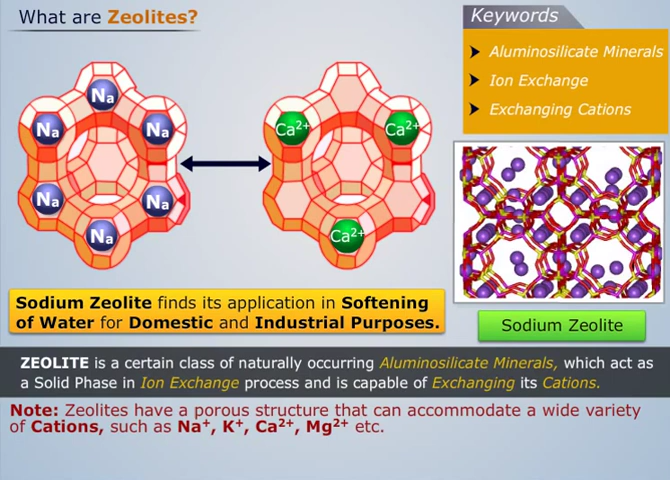 What are Zeolites?
Keywords
Aluminosilicate Minerals
Ion Exchange
Exchanging Cations
Na
Na
Na
Na
Na
Na
Ca²⁺
Ca²⁺
Ca²⁺
Sodium Zeolite finds its application in Softening
of Water for Domestic and Industrial Purposes.
Sodium Zeolite
ZEOLITE is a certain class of naturally occurring Aluminosilicate Minerals, which act as
a Solid Phase in Ion Exchange process and is capable of Exchanging its Cations.
Note: Zeolites have a porous structure that can accommodate a wide variety
of Cations, such as Na⁺, K⁺, Ca²⁺, Mg²⁺ etc.